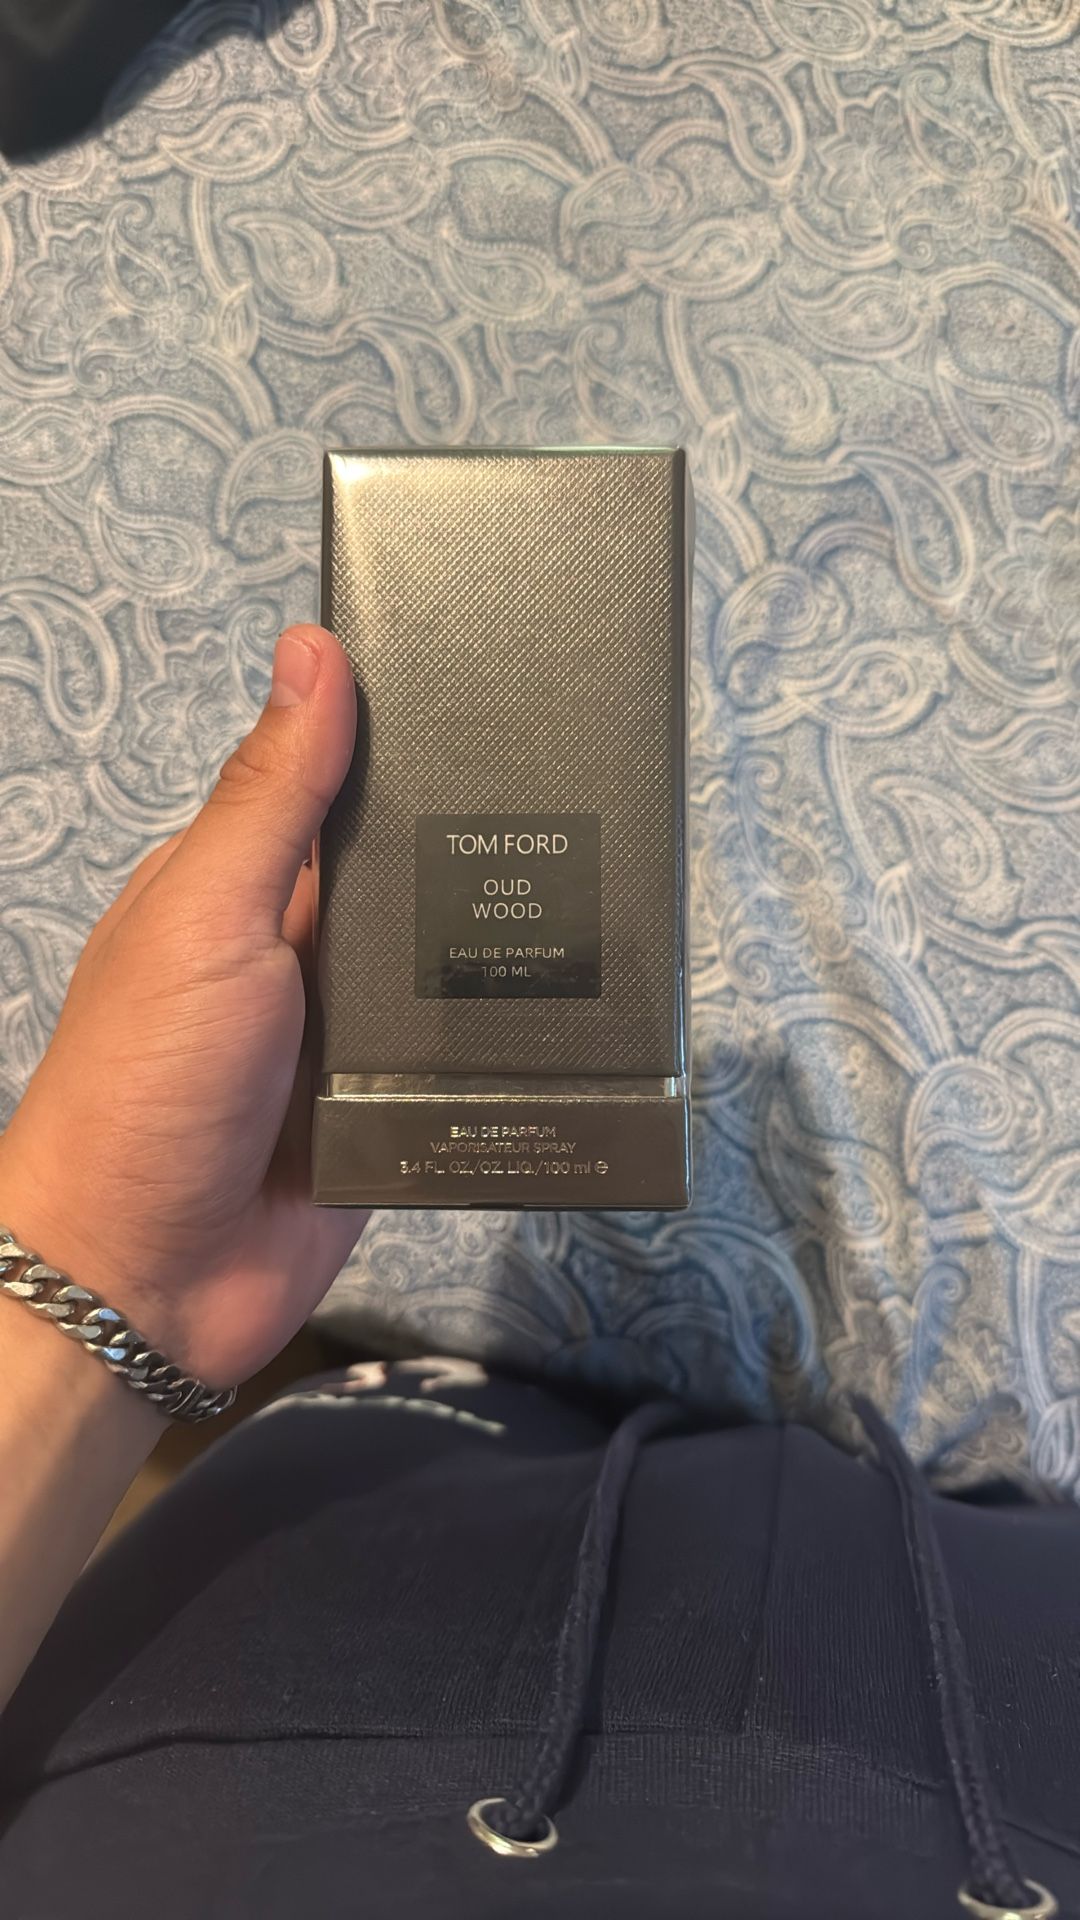 TOM FORD
OUD
WOOD
EAU DE PARFUM
100 ML
EAU DE PARFUM
VAPORISATEUR SPRAY
3.4 FL. OZ./OZ. LIQ./100 ml ℮